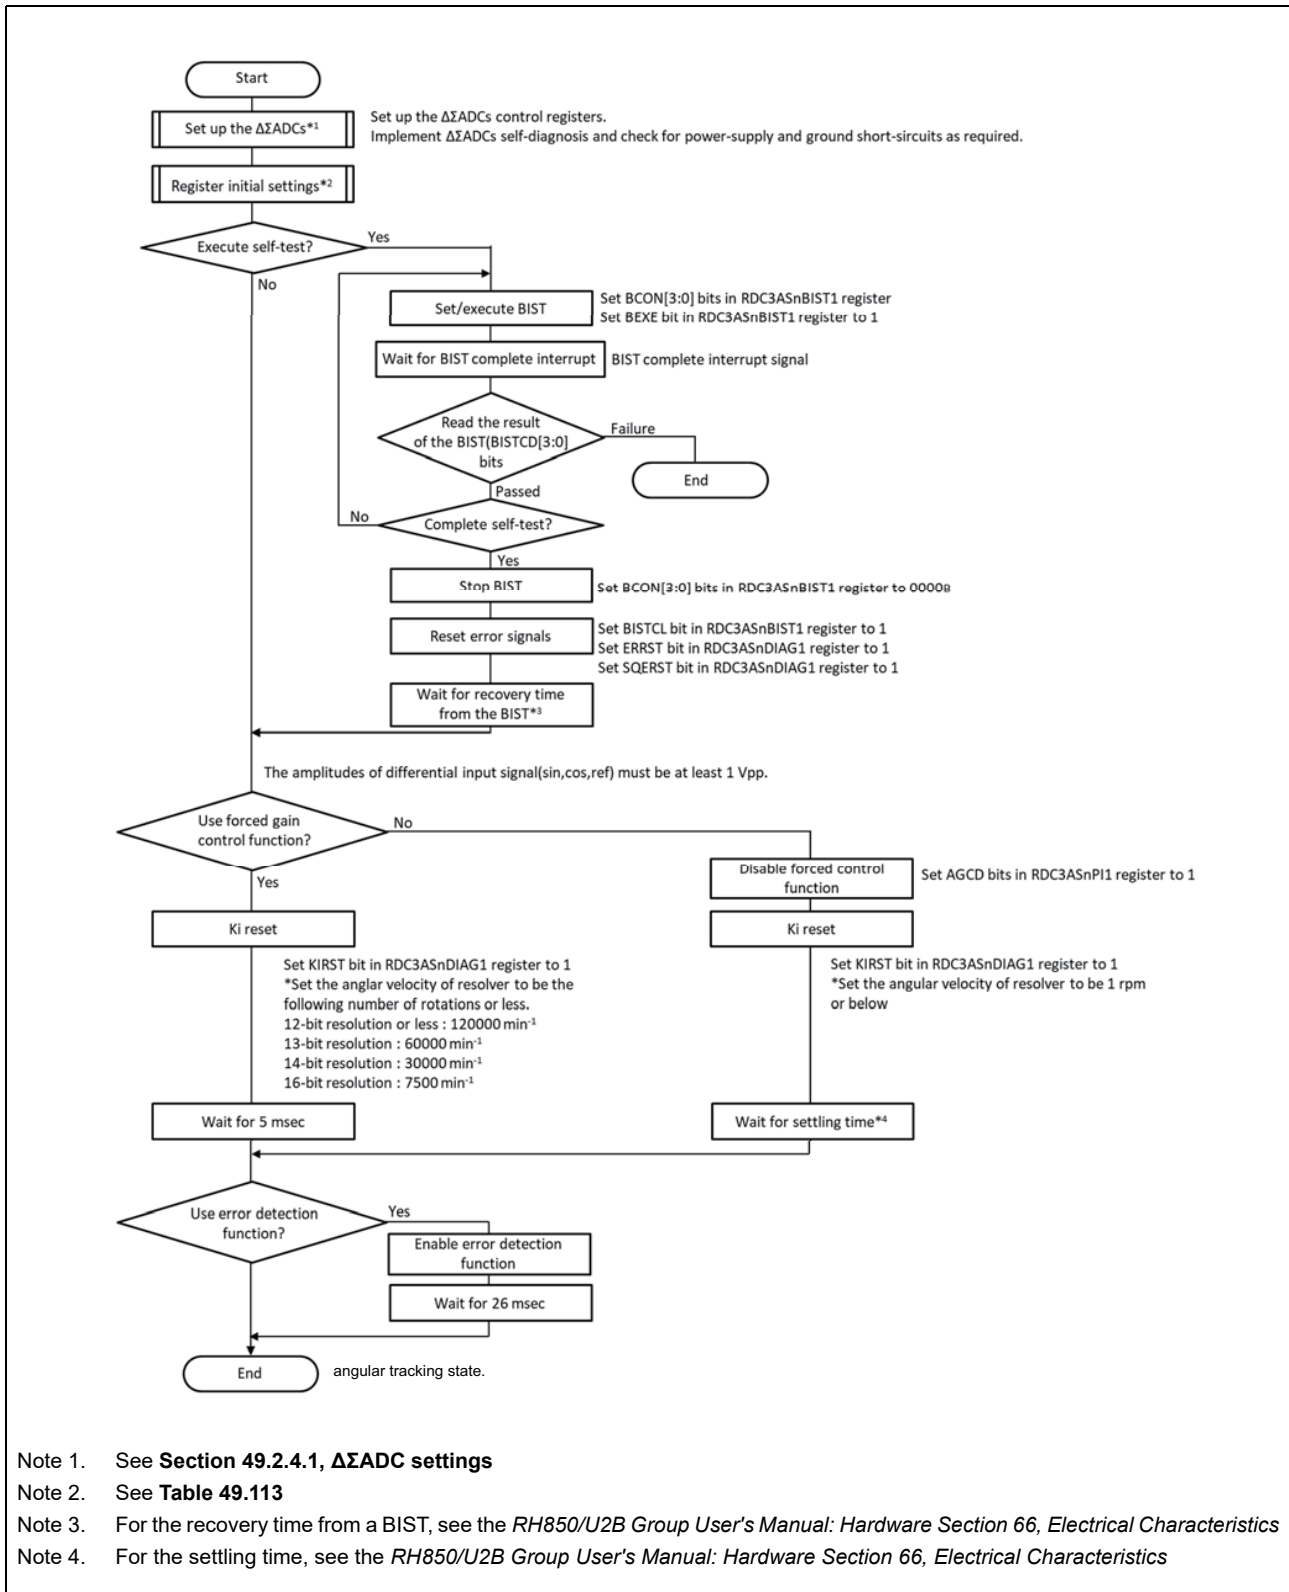 Start
Set up the ΔΣADCs*1
Set up the ΔΣADCs control registers.
Implement ΔΣADCs self-diagnosis and check for power-supply and ground short-sircuits as required.
Register initial settings*2
Execute self-test?
Yes
No
Set/execute BIST
Set BCON[3:0] bits in RDC3ASnBIST1 register
Set BEXE bit in RDC3ASnBIST1 register to 1
Wait for BIST complete interrupt
BIST complete interrupt signal
Read the result
of the BIST(BISTCD[3:0]
bits
Failure
End
Passed
No
Complete self-test?
Yes
Stop BIST
Set BCON[3:0] bits in RDC3ASnBIST1 register to 0000B
Reset error signals
Set BISTCL bit in RDC3ASnBIST1 register to 1
Set ERRST bit in RDC3ASnDIAG1 register to 1
Set SQERST bit in RDC3ASnDIAG1 register to 1
Wait for recovery time
from the BIST*3
The amplitudes of differential input signal(sin,cos,ref) must be at least 1 Vpp.
Use forced gain
control function?
No
Yes
Disable forced control
function
Set AGCD bits in RDC3ASnPI1 register to 1
Ki reset
Ki reset
Set KIRST bit in RDC3ASnDIAG1 register to 1
*Set the anglar velocity of resolver to be the
following number of rotations or less.
12-bit resolution or less : 120000 min-1
13-bit resolution : 60000 min-1
14-bit resolution : 30000 min-1
16-bit resolution : 7500 min-1
Set KIRST bit in RDC3ASnDIAG1 register to 1
*Set the angular velocity of resolver to be 1 rpm
or below
Wait for 5 msec
Wait for settling time*4
Use error detection
function?
Yes
Enable error detection
function
Wait for 26 msec
End
angular tracking state.
Note 1. See Section 49.2.4.1, ΔΣADC settings
Note 2. See Table 49.113
Note 3. For the recovery time from a BIST, see the RH850/U2B Group User's Manual: Hardware Section 66, Electrical Characteristics
Note 4. For the settling time, see the RH850/U2B Group User's Manual: Hardware Section 66, Electrical Characteristics